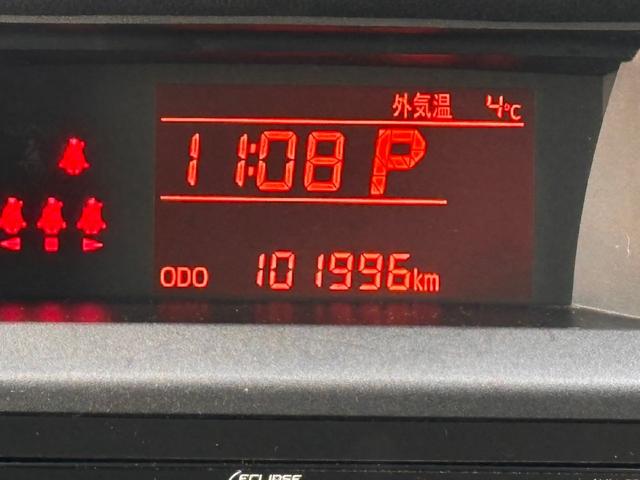 外気温 4°C
11:08 P
ODO 101996km
ECLIPSE